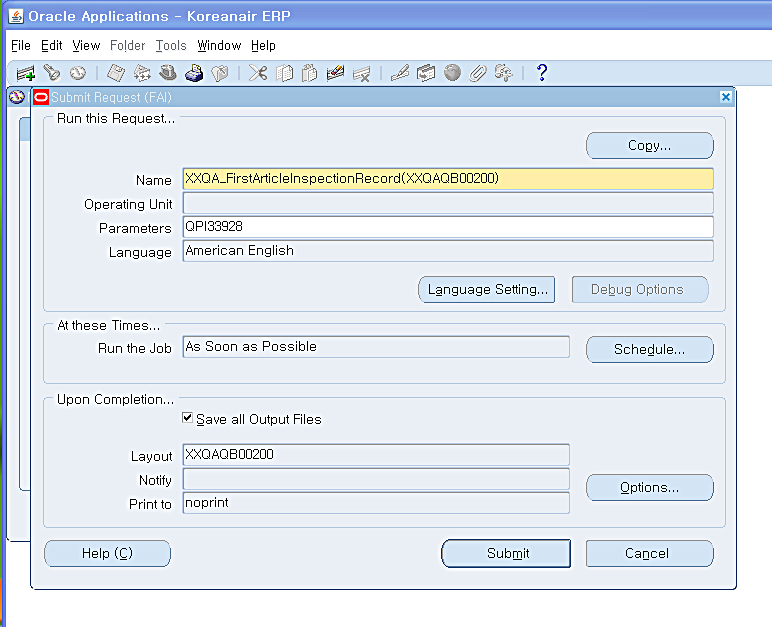 Oracle Applications - Koreanair ERP
File Edit View Folder Tools Window Help
?
Submit Request (FAI)
Run this Request...
Copy...
Name XXQA_FirstArticleInspectionRecord(XXQAQB00200)
Operating Unit
Parameters QPI33928
Language American English
Language Setting... Debug Options
At these Times...
Run the Job As Soon as Possible Schedule...
Upon Completion...
Save all Output Files
Layout XXQAQB00200
Notify
Options...
Print to noprint
Help (C) Submit Cancel